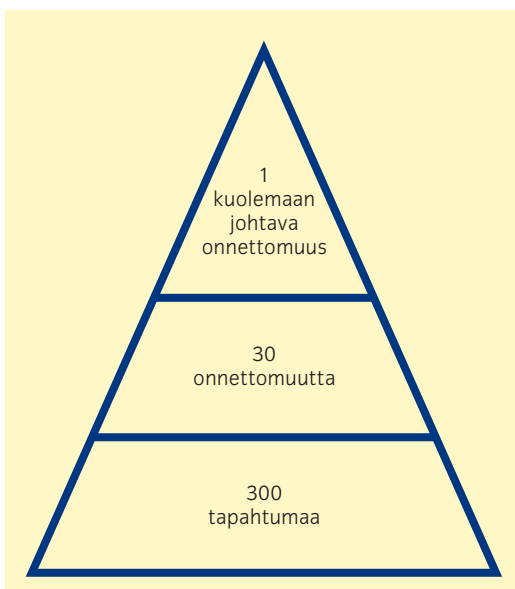 1
kuolemaan
johtava
onnettomuus
30
onnettomuutta
300
tapahtumaa